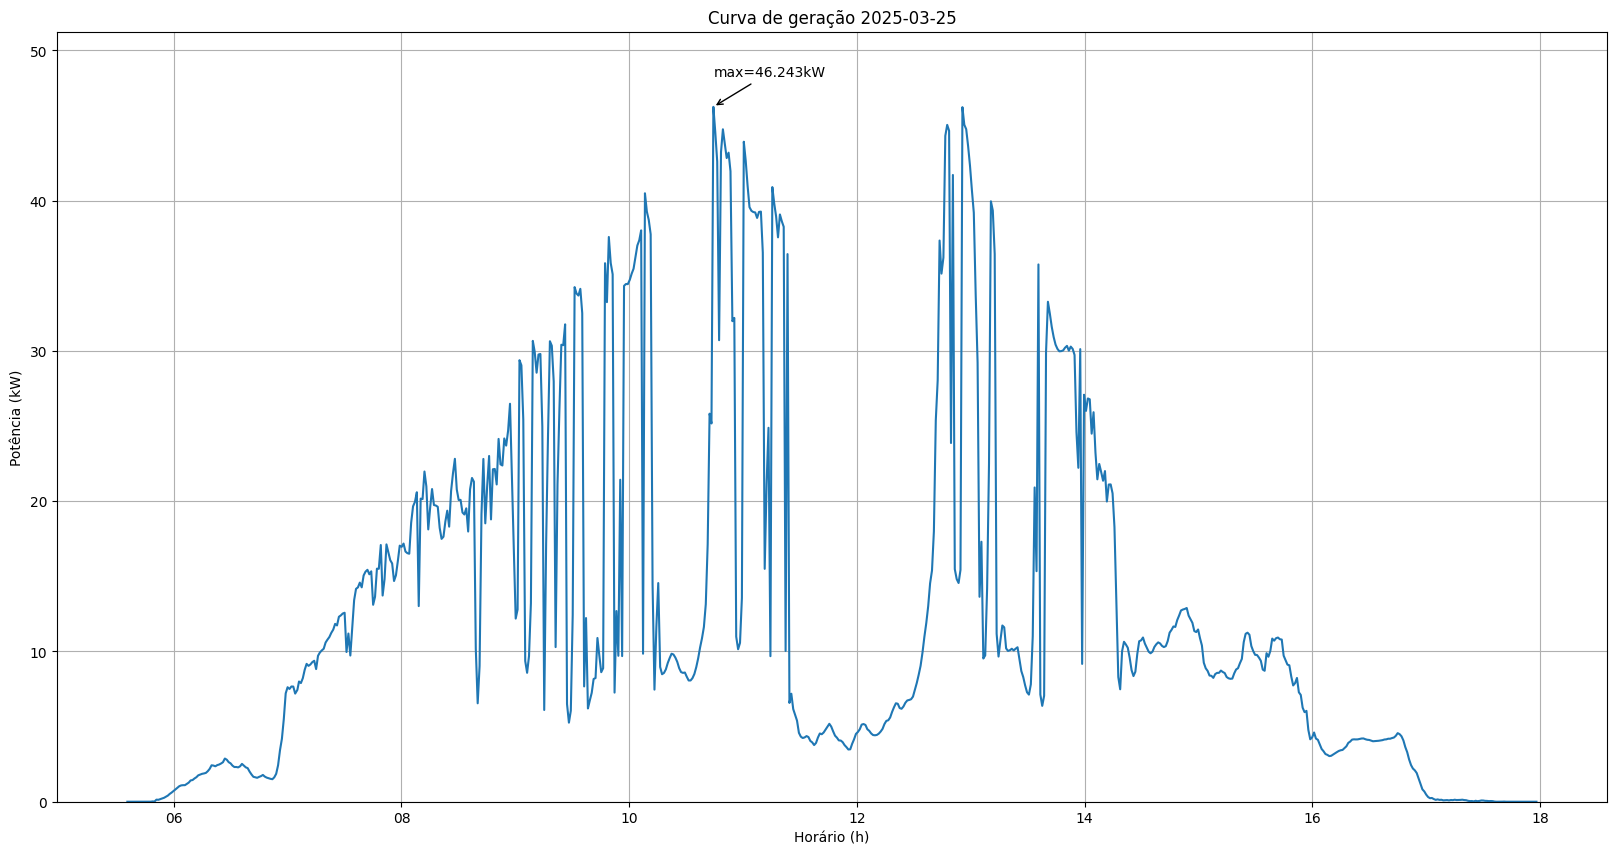 Curva de geração 2025-03-25
max=46.243kW
50
40
30
20
10
0
Potência (kW)
06 08 10 12 14 16 18
Horário (h)